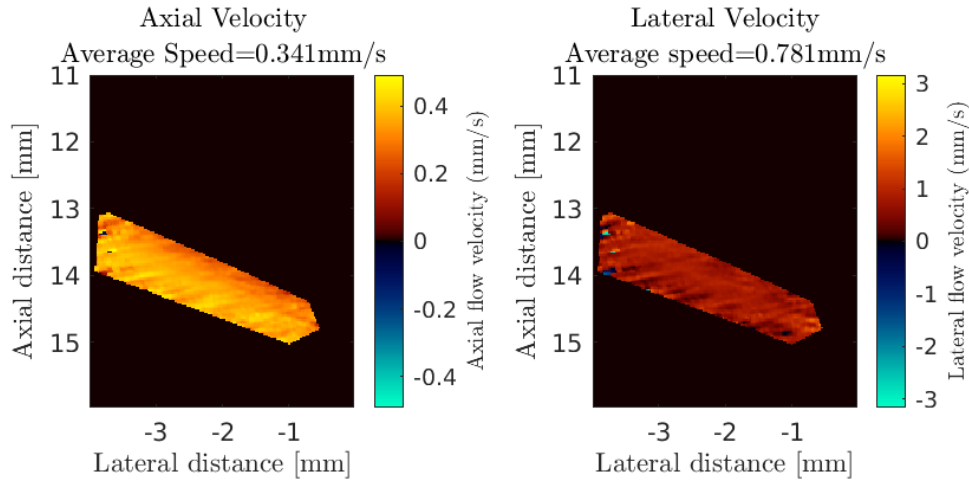 Axial Velocity
Average Speed=0.341mm/s
11
12
13
14
15
Axial distance [mm]
-3
-2
-1
Lateral distance [mm]
0.4
0.2
0
-0.2
-0.4
Axial flow velocity (mm/s)
Lateral Velocity
Average speed=0.781mm/s
11
12
13
14
15
Axial distance [mm]
-3
-2
-1
Lateral distance [mm]
3
2
1
0
-1
-2
-3
Lateral flow velocity (mm/s)